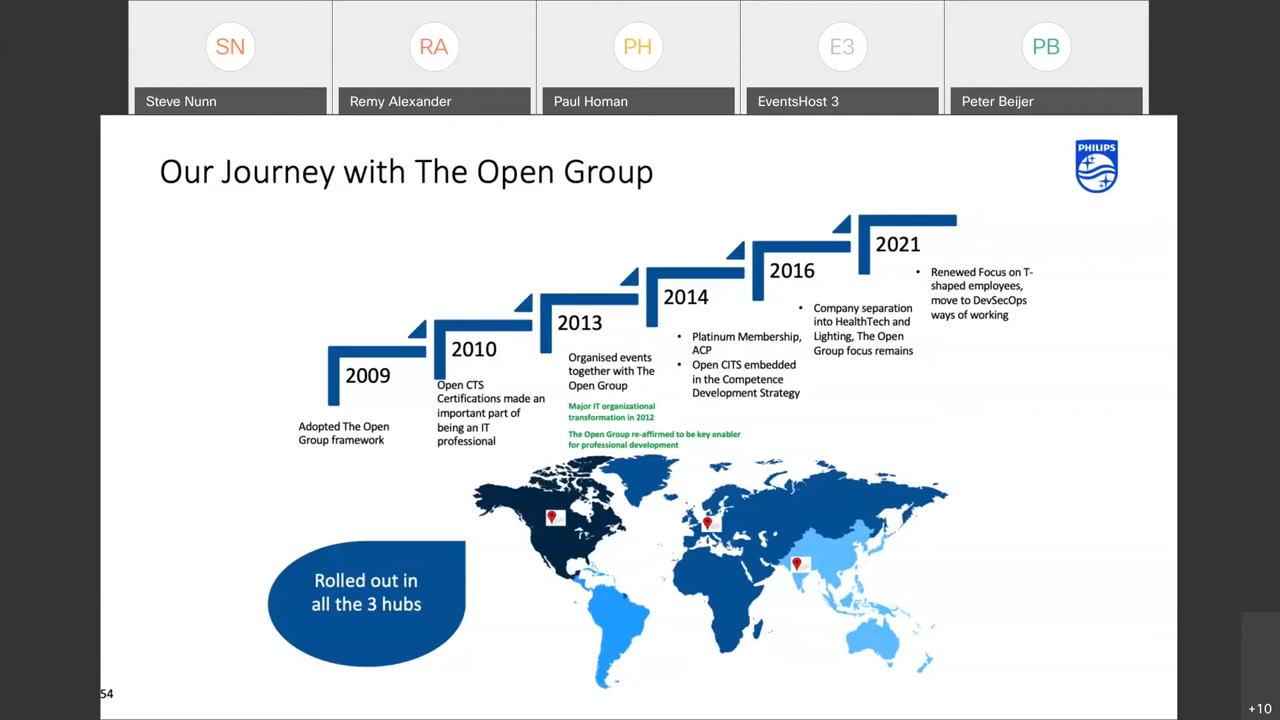 SN
RA
PH
E3
PB
Steve Nunn
Remy Alexander
Paul Homan
EventsHost 3
Peter Beijer
Our Journey with The Open Group
PHILIPS
2009
Adopted The Open
Group framework
2010
Open CTS
Certifications made an
important part of
being an IT
professional
2013
Organised events
together with The
Open Group
Major IT organizational
transformation in 2012
The Open Group re-affirmed to be key enabler
for professional development
2014
• Platinum Membership,
ACP
• Open CITS embedded
in the Competence
Development Strategy
2016
• Company separation
into HealthTech and
Lighting, The Open
Group focus remains
2021
• Renewed Focus on T-
shaped employees,
move to DevSecOps
ways of working
Rolled out in
all the 3 hubs
54
+10